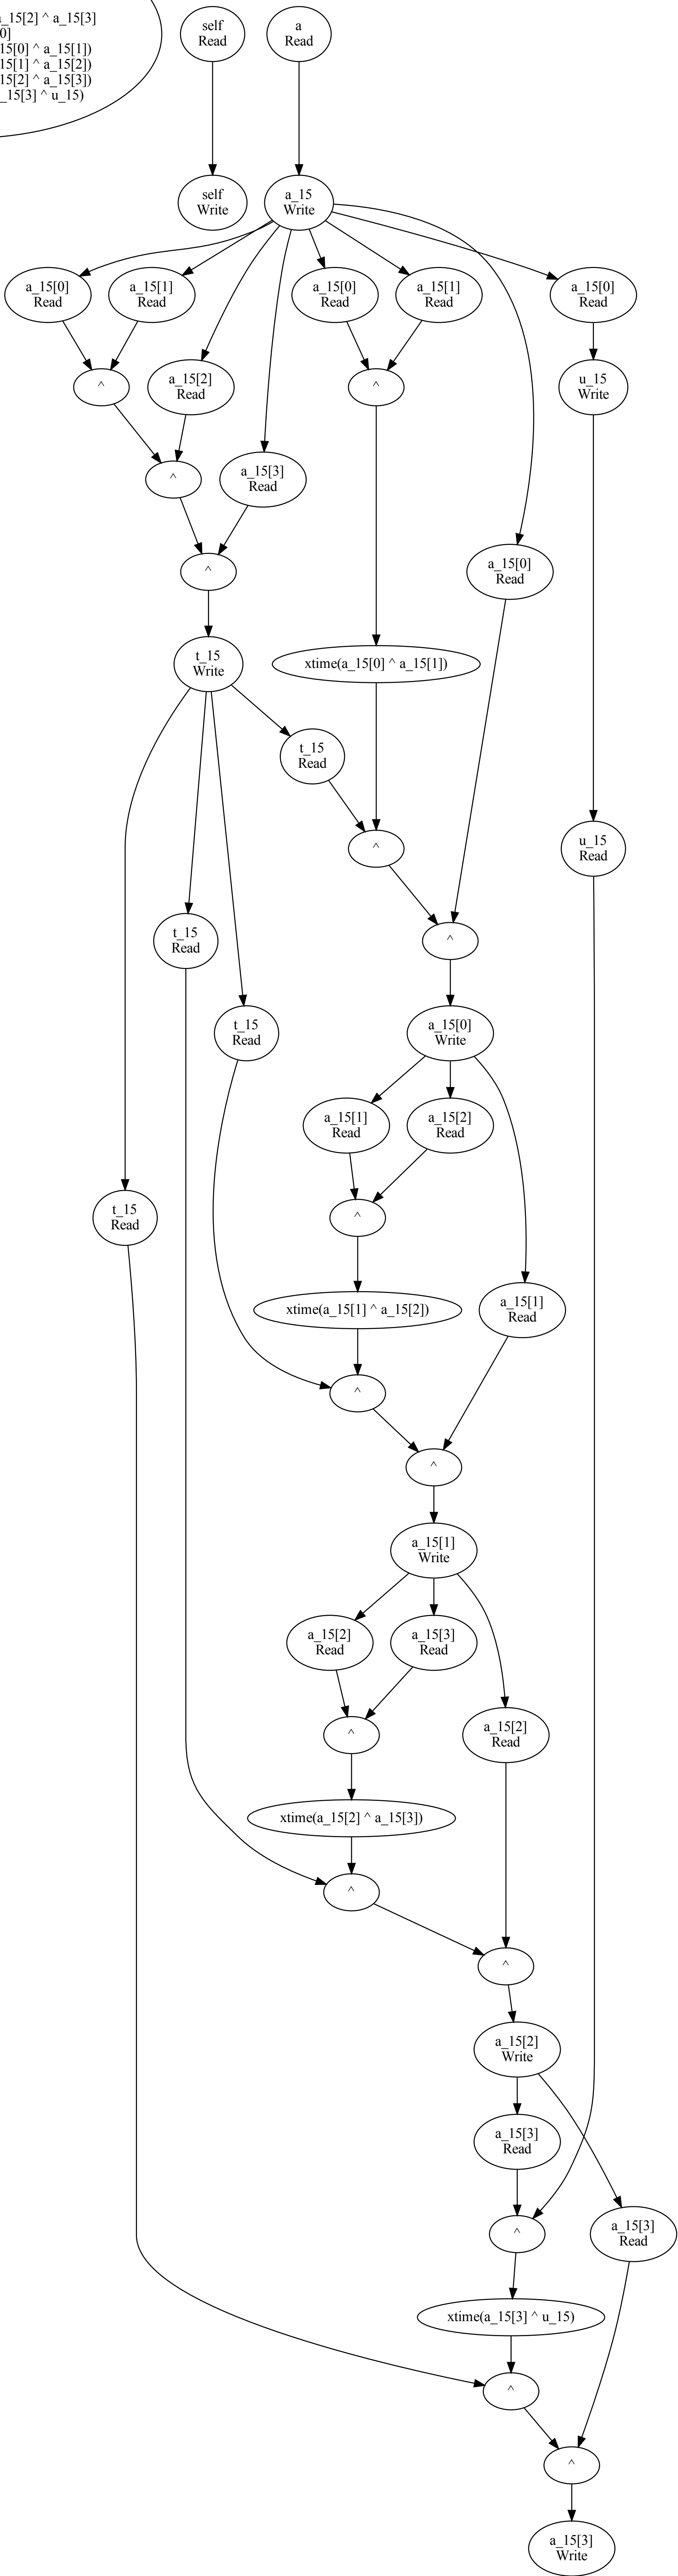 a_15[2] ^ a_15[3]
0]
15[0] ^ a_15[1])
15[1] ^ a_15[2])
15[2] ^ a_15[3])
_15[3] ^ u_15)
self
Read
a
Read
self
Write
a_15
Write
a_15[0]
Read
a_15[1]
Read
a_15[0]
Read
a_15[1]
Read
a_15[0]
Read
^
a_15[2]
Read
^
u_15
Write
^
a_15[3]
Read
^
a_15[0]
Read
t_15
Write
xtime(a_15[0] ^ a_15[1])
t_15
Read
^
u_15
Read
t_15
Read
^
t_15
Read
a_15[0]
Write
a_15[1]
Read
a_15[2]
Read
t_15
Read
^
xtime(a_15[1] ^ a_15[2])
a_15[1]
Read
^
^
a_15[1]
Write
a_15[2]
Read
a_15[3]
Read
^
a_15[2]
Read
xtime(a_15[2] ^ a_15[3])
^
^
a_15[2]
Write
a_15[3]
Read
^
a_15[3]
Read
xtime(a_15[3] ^ u_15)
^
^
a_15[3]
Write